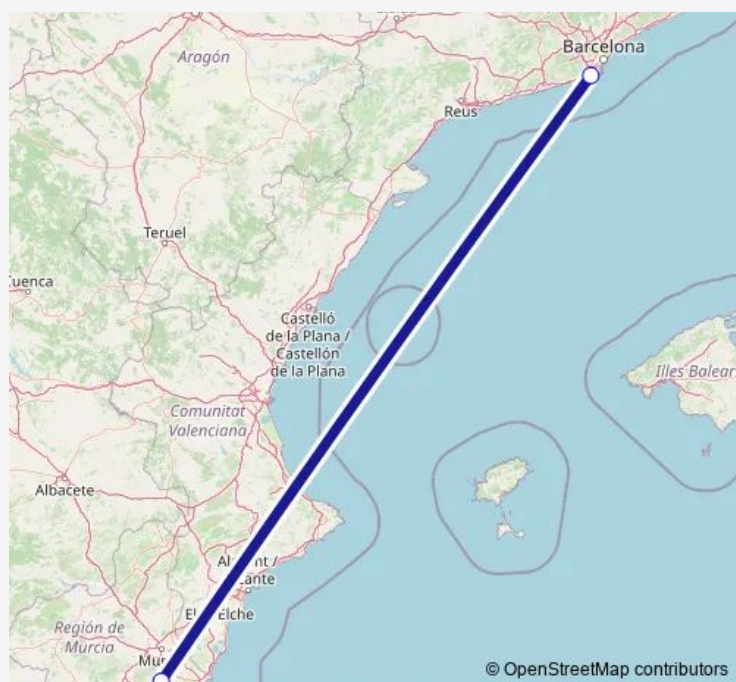 Barcelona
Aragón
Reus
Teruel
Cuenca
Castelló
de la Plana /
Castellón
de la Plana
Illes Balear
Comunitat
Valenciana
Albacete
Elche
Región de
Murcia
© OpenStreetMap contributors